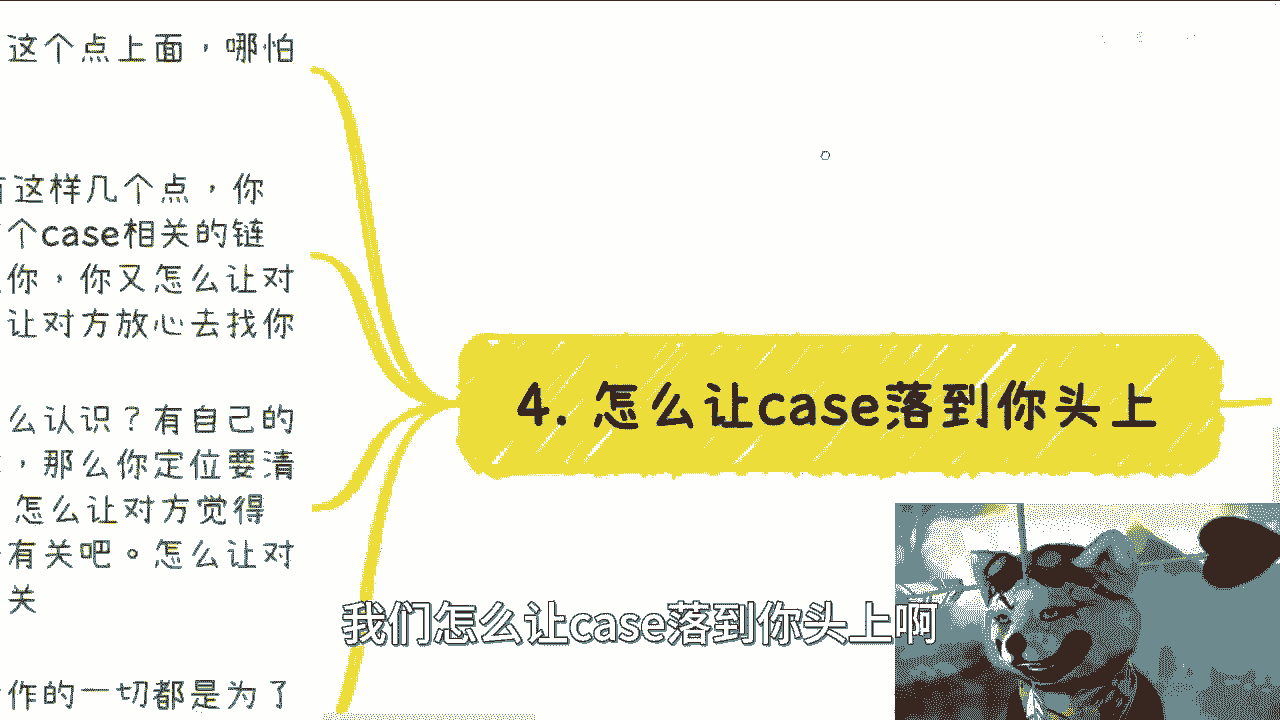 这个点上面，哪怕
这样几个点，你
个case相关的链
你，你又怎么让对
让对方放心去找你
么认识？有自己的
，那么你定位要清
怎么让对方觉得
有关吧。怎么让对
关
作的一切都是为了
4. 怎么让case落到你头上
我们怎么让case落到你头上啊